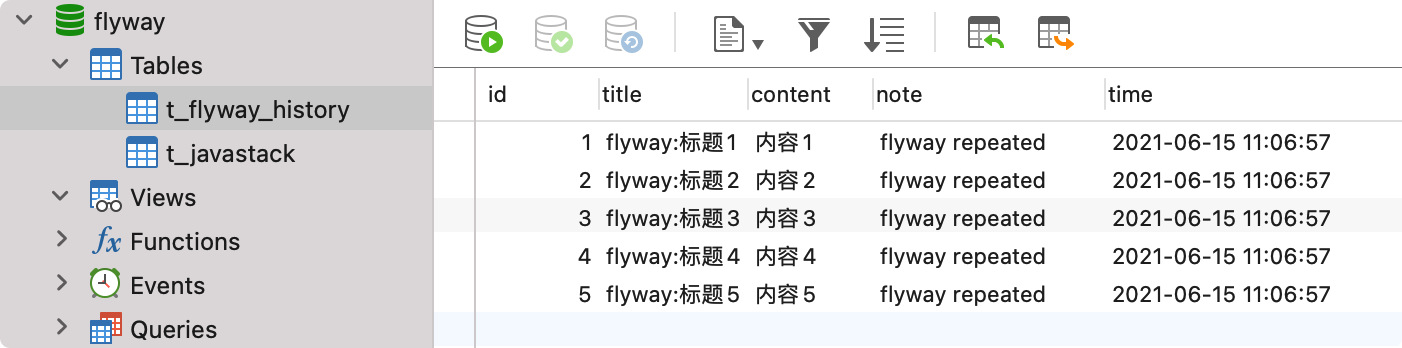 flyway
Tables
t_flyway_history
t_javastack
Views
fx Functions
Events
Queries
id title content note time
1 flyway:标题1 内容1 flyway repeated 2021-06-15 11:06:57
2 flyway:标题2 内容2 flyway repeated 2021-06-15 11:06:57
3 flyway:标题3 内容3 flyway repeated 2021-06-15 11:06:57
4 flyway:标题4 内容4 flyway repeated 2021-06-15 11:06:57
5 flyway:标题5 内容5 flyway repeated 2021-06-15 11:06:57